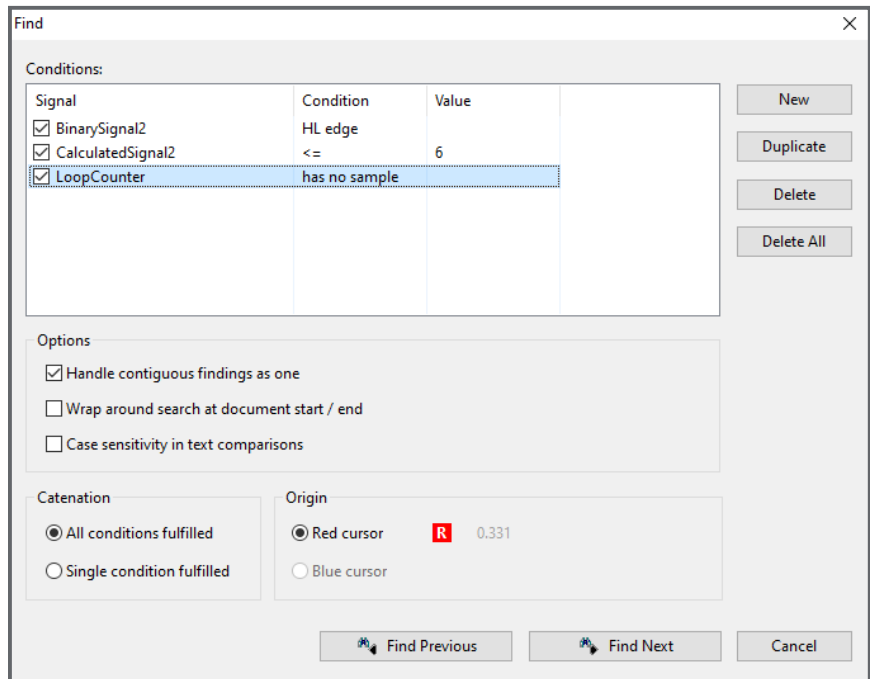 Find
Conditions:
Signal Condition Value
BinarySignal2 HL edge
CalculatedSignal2 <= 6
LoopCounter has no sample
New
Duplicate
Delete
Delete All
Options
Handle contiguous findings as one
Wrap around search at document start / end
Case sensitivity in text comparisons
Catenation
All conditions fulfilled
Single condition fulfilled
Origin
Red cursor R 0.331
Blue cursor
Find Previous Find Next Cancel